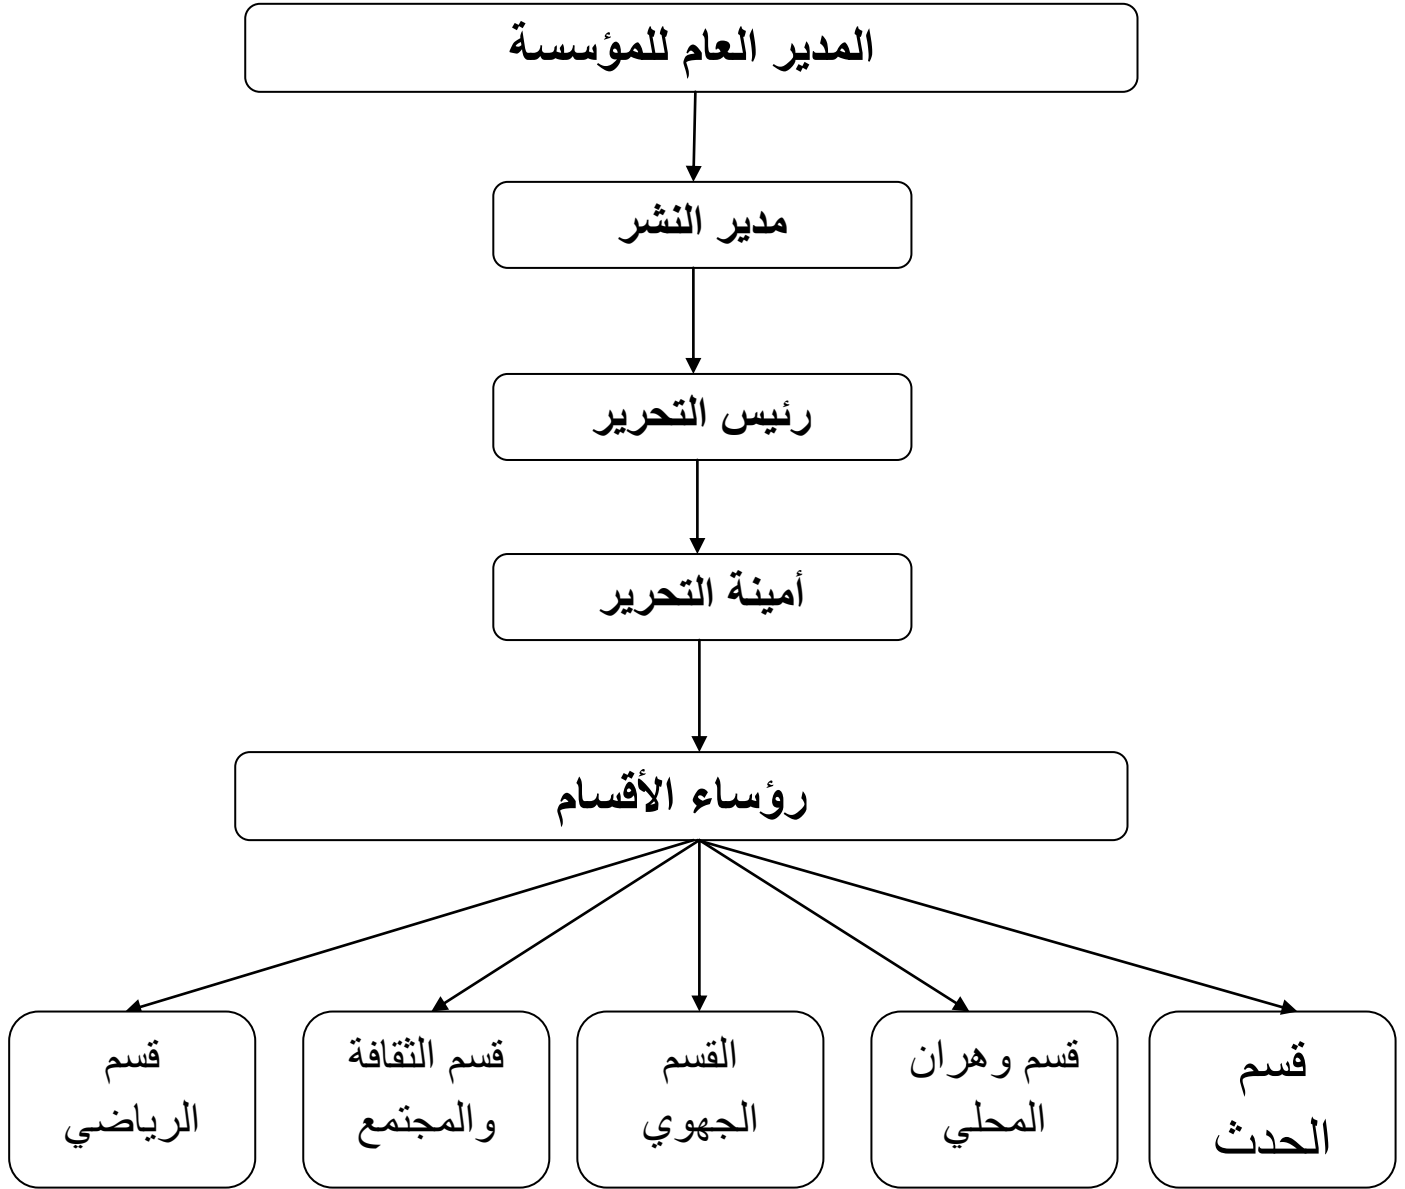 المدير العام للمؤسسة
مدير النشر
رئيس التحرير
أمينة التحرير
رؤساء الأقسام
قسم
الحدث
قسم وهران
المحلي
القسم
الجهوي
قسم الثقافة
والمجتمع
قسم
الرياضي